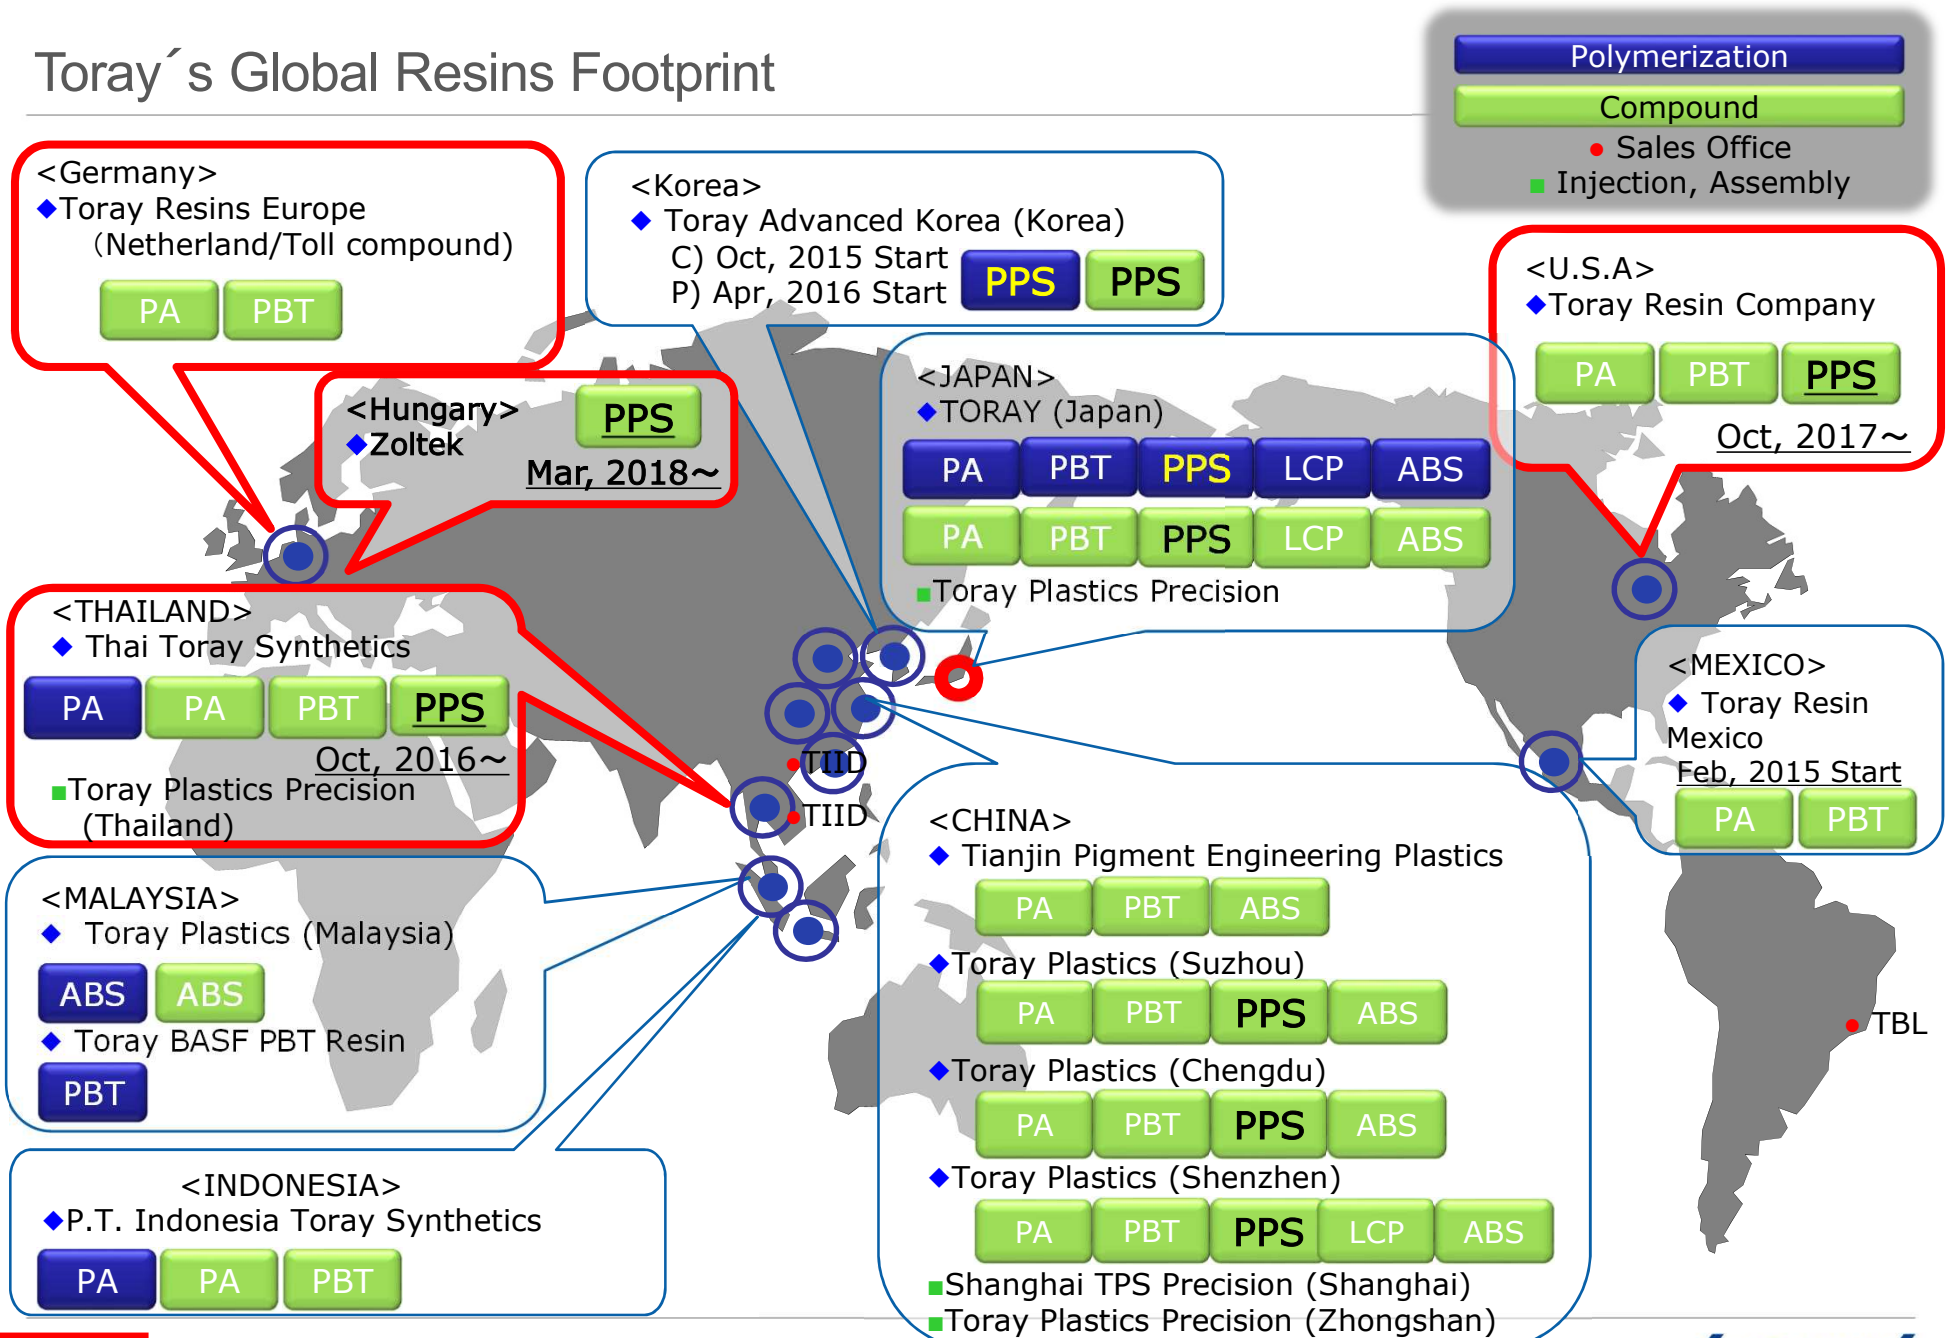 Toray´s Global Resins Footprint
Polymerization
Compound
● Sales Office
■ Injection, Assembly
<Germany>
◆Toray Resins Europe
(Netherland/Toll compound)
PA PBT
<Korea>
◆ Toray Advanced Korea (Korea)
C) Oct, 2015 Start
P) Apr, 2016 Start
PPS PPS
<U.S.A>
◆Toray Resin Company
PA PBT PPS
Oct, 2017～
<Hungary>
◆Zoltek
PPS
Mar, 2018～
<JAPAN>
◆TORAY (Japan)
PA PBT PPS LCP ABS
PA PBT PPS LCP ABS
■Toray Plastics Precision
<THAILAND>
◆ Thai Toray Synthetics
PA PA PBT PPS
Oct, 2016～
■Toray Plastics Precision
(Thailand)
<MEXICO>
◆ Toray Resin
Mexico
Feb, 2015 Start
PA PBT
●TIID
●TIID
<MALAYSIA>
◆ Toray Plastics (Malaysia)
ABS ABS
◆ Toray BASF PBT Resin
PBT
<INDONESIA>
◆P.T. Indonesia Toray Synthetics
PA PA PBT
<CHINA>
◆ Tianjin Pigment Engineering Plastics
PA PBT ABS
◆Toray Plastics (Suzhou)
PA PBT PPS ABS
◆Toray Plastics (Chengdu)
PA PBT PPS ABS
◆Toray Plastics (Shenzhen)
PA PBT PPS LCP ABS
■Shanghai TPS Precision (Shanghai)
■Toray Plastics Precision (Zhongshan)
● TBL